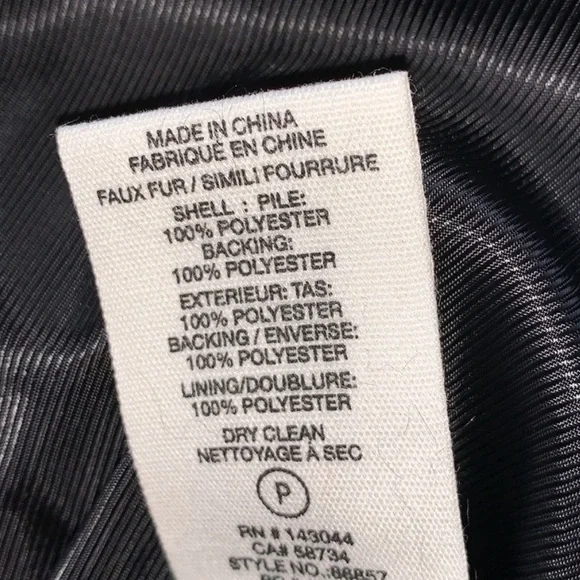 MADE IN CHINA
FABRIQUE EN CHINE
FAUX FUR / SIMILI FOURRURE
SHELL : PILE:
100% POLYESTER
BACKING:
100% POLYESTER
EXTERIEUR: TAS:
100% POLYESTER
BACKING / ENVERSE:
100% POLYESTER
LINING/DOUBLURE:
100% POLYESTER
DRY CLEAN
NETTOYAGE À SEC
P
RN # 143044
CA# 58734
STYLE NO.: